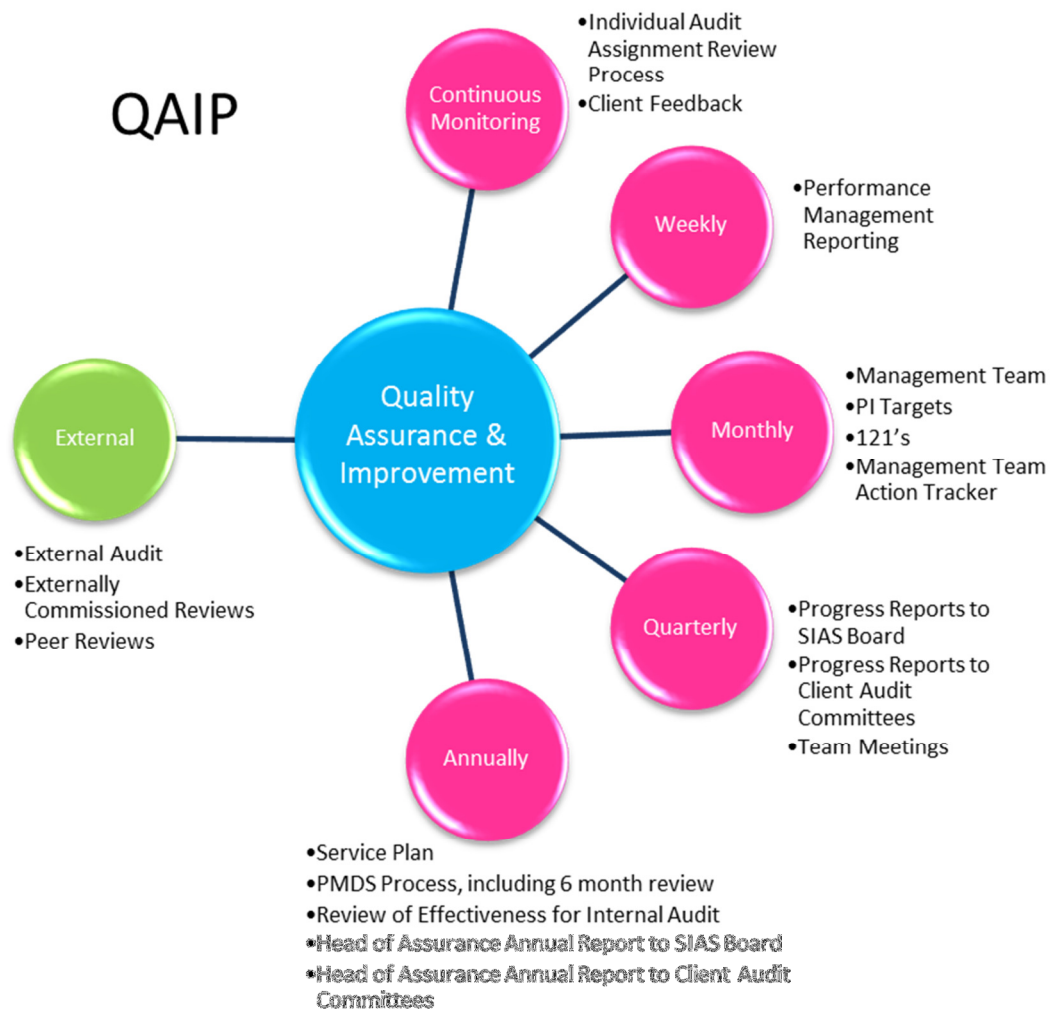 QAIP
Continuous
Monitoring
•Individual Audit
Assignment Review
Process
•Client Feedback
Weekly
•Performance
Management
Reporting
Monthly
•Management Team
•PI Targets
•121's
•Management Team
Action Tracker
Quality
Assurance &
Improvement
External
•External Audit
•Externally
Commissioned Reviews
•Peer Reviews
Quarterly
•Progress Reports to
SIAS Board
•Progress Reports to
Client Audit
Committees
•Team Meetings
Annually
•Service Plan
•PMDS Process, including 6 month review
•Review of Effectiveness for Internal Audit
•Head of Assurance Annual Report to SIAS Board
•Head of Assurance Annual Report to Client Audit
Committees